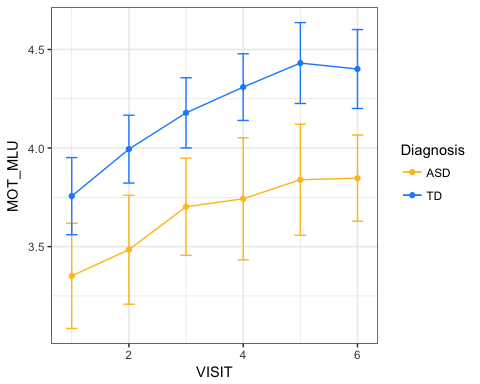 4.5
4.0
3.5
MOT_MLU
2 4 6
VISIT
Diagnosis
ASD
TD